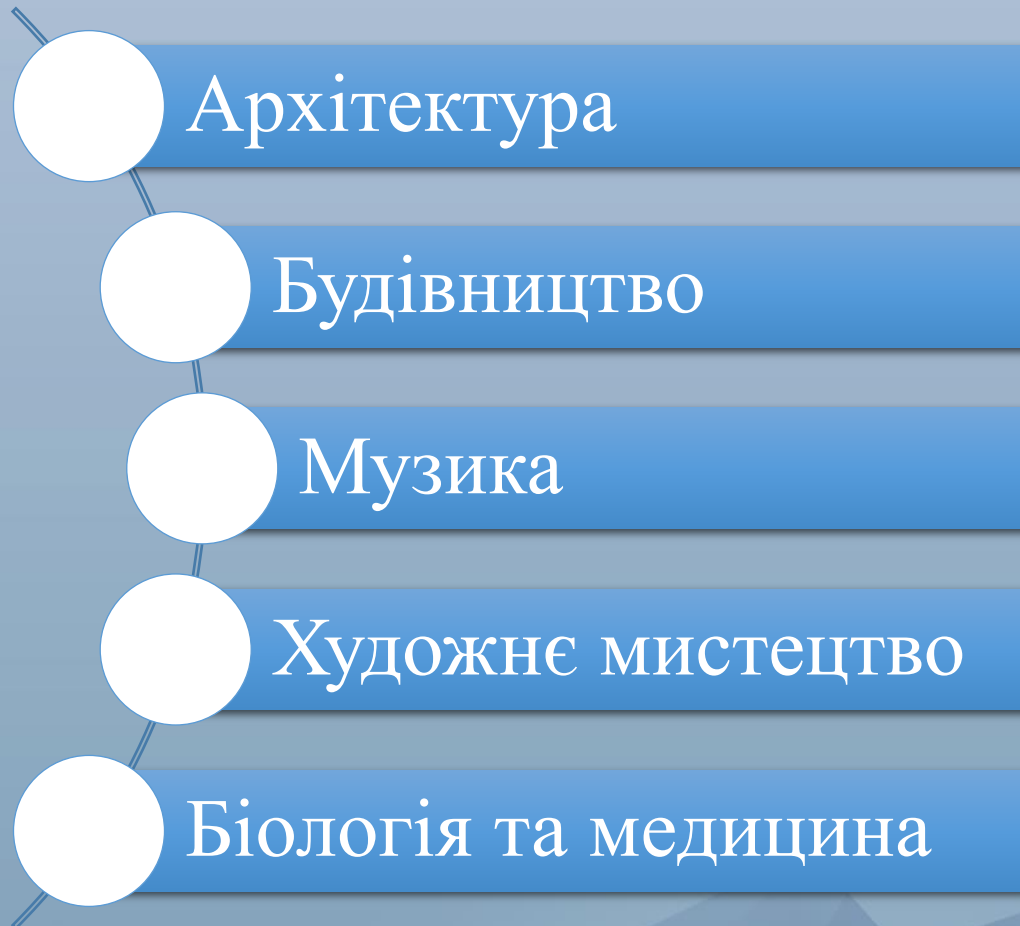 Архітектура
Будівництво
Музика
Художнє мистецтво
Біологія та медицина